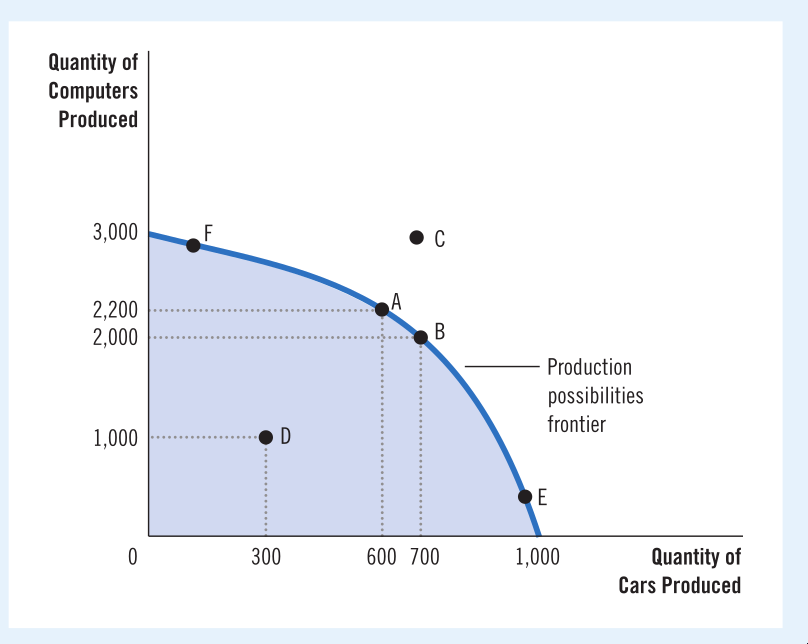 Quantity of
Computers
Produced
3,000
F
C
2,200
A
2,000
B
Production
possibilities
frontier
1,000
D
E
0
300
600
700
1,000
Quantity of
Cars Produced